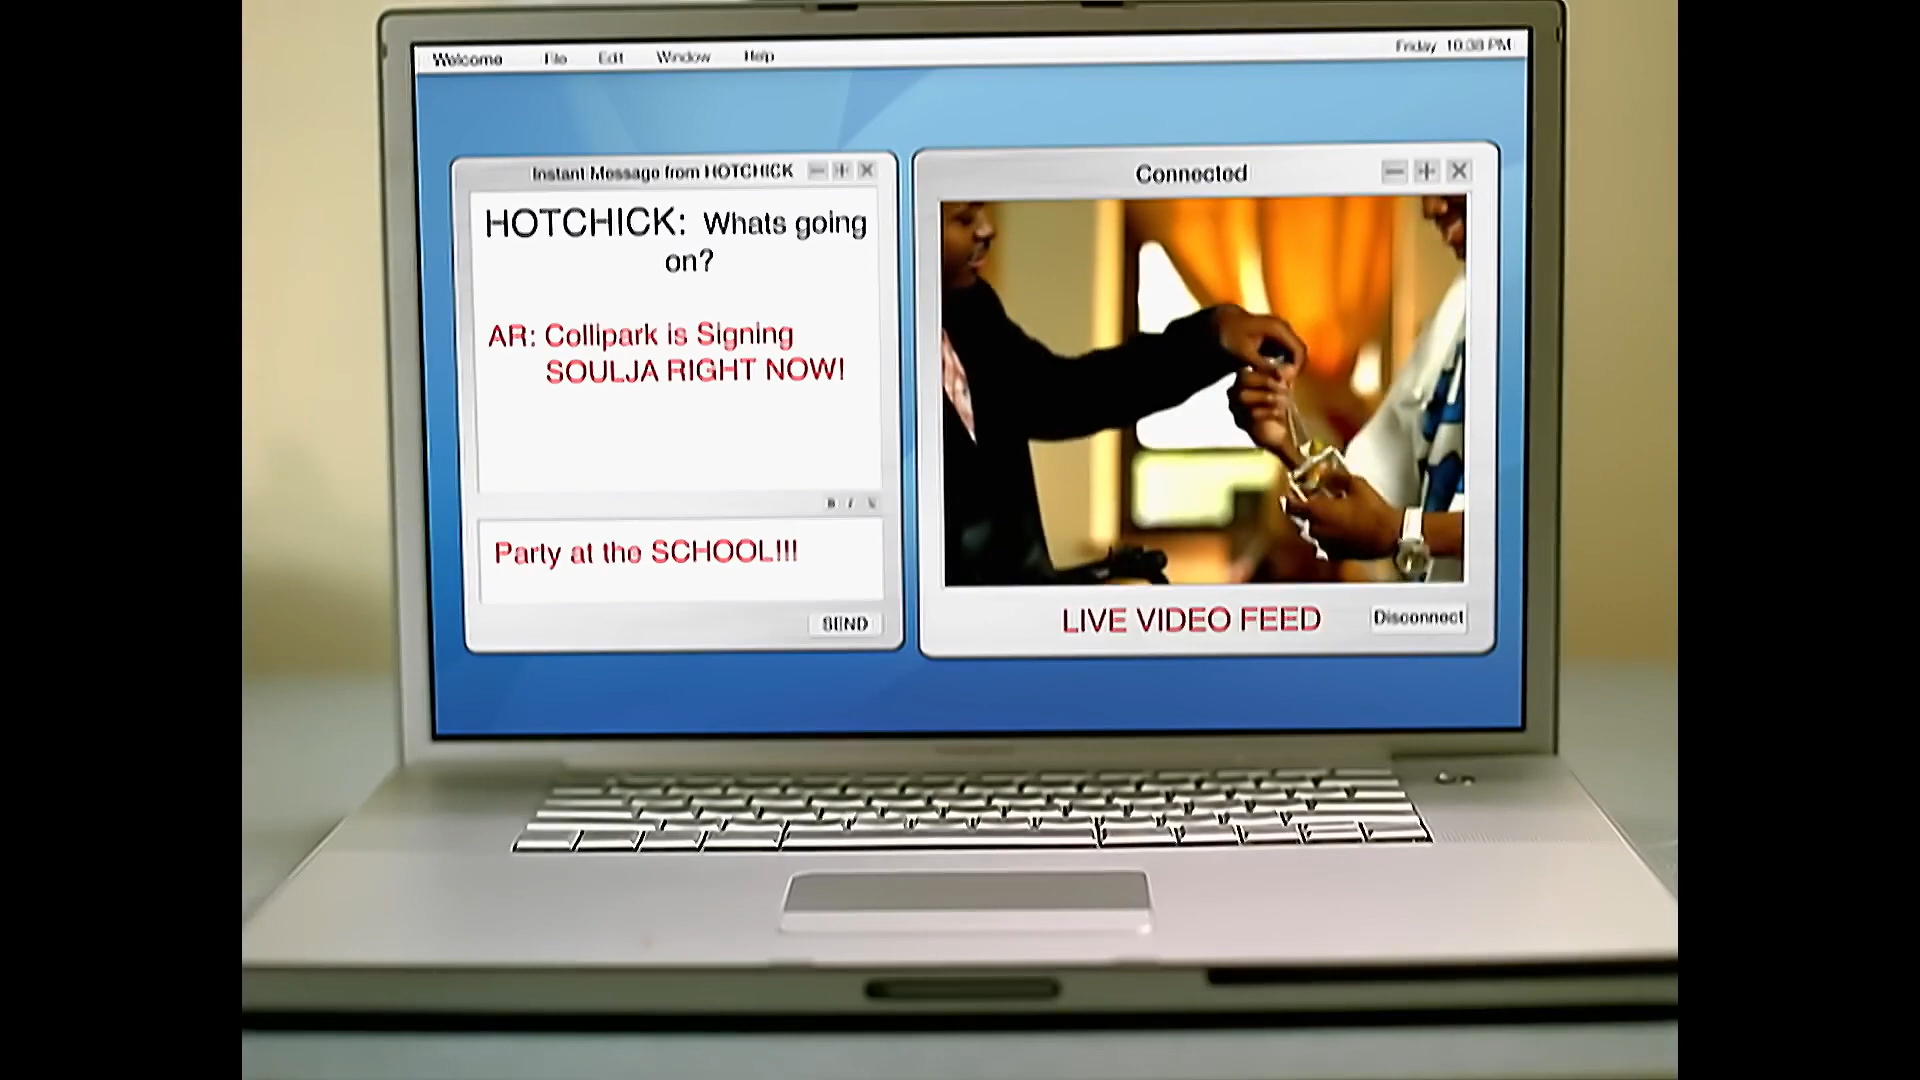 Welcome File Edit Window Help Friday 10:38 PM
Instant Message from HOTCHICK
HOTCHICK: Whats going
on?
AR: Collipark is Signing
SOULJA RIGHT NOW!
B I U
Party at the SCHOOL!!!
SEND
Connected
LIVE VIDEO FEED
Disconnect